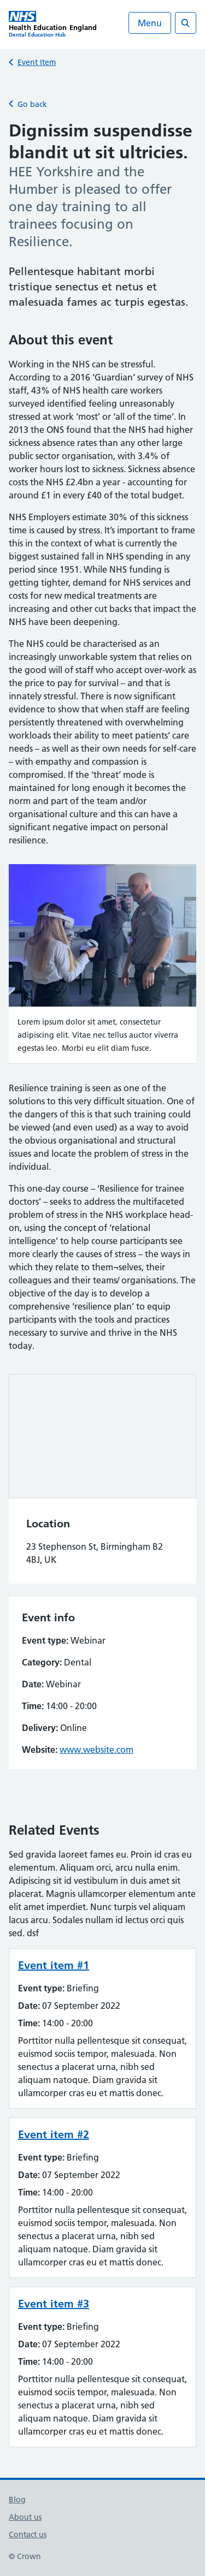 NHS
Health Education England
Dental Education Hub
Menu
Event Item
Go back
Dignissim suspendisse
blandit ut sit ultricies.
HEE Yorkshire and the
Humber is pleased to offer
one day training to all
trainees focusing on
Resilience.
Pellentesque habitant morbi
tristique senectus et netus et
malesuada fames ac turpis egestas.
About this event
Working in the NHS can be stressful.
According to a 2016 ‘Guardian’ survey of NHS
staff, 43% of NHS health care workers
surveyed identified feeling unreasonably
stressed at work ‘most’ or ‘all of the time’. In
2013 the ONS found that the NHS had higher
sickness absence rates than any other large
public sector organisation, with 3.4% of
worker hours lost to sickness. Sickness absence
costs the NHS £2.4bn a year - accounting for
around £1 in every £40 of the total budget.
NHS Employers estimate 30% of this sickness
time is caused by stress. It’s important to frame
this in the context of what is currently the
biggest sustained fall in NHS spending in any
period since 1951. While NHS funding is
getting tighter, demand for NHS services and
costs for new medical treatments are
increasing and other cut backs that impact the
NHS have been deepening.
The NHS could be characterised as an
increasingly unworkable system that relies on
the good will of staff who accept over-work as
the price to pay for survival – and that is
innately stressful. There is now significant
evidence to show that when staff are feeling
persistently threatened with overwhelming
workloads their ability to meet patients’ care
needs – as well as their own needs for self-care
– with empathy and compassion is
compromised. If the ‘threat’ mode is
maintained for long enough it becomes the
norm and part of the team and/or
organisational culture and this can have a
significant negative impact on personal
resilience.
Lorem ipsum dolor sit amet, consectetur
adipiscing elit. Vitae nec tellus auctor viverra
egestas leo. Morbi eu elit diam fusce.
Resilience training is seen as one of the
solutions to this very difficult situation. One of
the dangers of this is that such training could
be viewed (and even used) as a way to avoid
the obvious organisational and structural
issues and locate the problem of stress in the
individual.
This one-day course – ‘Resilience for trainee
doctors’ – seeks to address the multifaceted
problem of stress in the NHS workplace head-
on, using the concept of ‘relational
intelligence’ to help course participants see
more clearly the causes of stress – the ways in
which they relate to them¬selves, their
colleagues and their teams/ organisations. The
objective of the day is to develop a
comprehensive ‘resilience plan’ to equip
participants with the tools and practices
necessary to survive and thrive in the NHS
today.
Location
23 Stephenson St, Birmingham B2
4BJ, UK
Event info
Event type: Webinar
Category: Dental
Date: Webinar
Time: 14:00 - 20:00
Delivery: Online
Website: www.website.com
Related Events
Sed gravida laoreet fames eu. Proin id cras eu
elementum. Aliquam orci, arcu nulla enim.
Adipiscing sit id vestibulum in duis amet sit
placerat. Magnis ullamcorper elementum ante
elit amet imperdiet. Nunc turpis vel aliquam
lacus arcu. Sodales nullam id lectus orci quis
sed. dsf
Event item #1
Event type: Briefing
Date: 07 September 2022
Time: 14:00 - 20:00
Porttitor nulla pellentesque sit consequat,
euismod sociis tempor, malesuada. Non
senectus a placerat urna, nibh sed
aliquam natoque. Diam gravida sit
ullamcorper cras eu et mattis donec.
Event item #2
Event type: Briefing
Date: 07 September 2022
Time: 14:00 - 20:00
Porttitor nulla pellentesque sit consequat,
euismod sociis tempor, malesuada. Non
senectus a placerat urna, nibh sed
aliquam natoque. Diam gravida sit
ullamcorper cras eu et mattis donec.
Event item #3
Event type: Briefing
Date: 07 September 2022
Time: 14:00 - 20:00
Porttitor nulla pellentesque sit consequat,
euismod sociis tempor, malesuada. Non
senectus a placerat urna, nibh sed
aliquam natoque. Diam gravida sit
ullamcorper cras eu et mattis donec.
Blog
About us
Contact us
© Crown